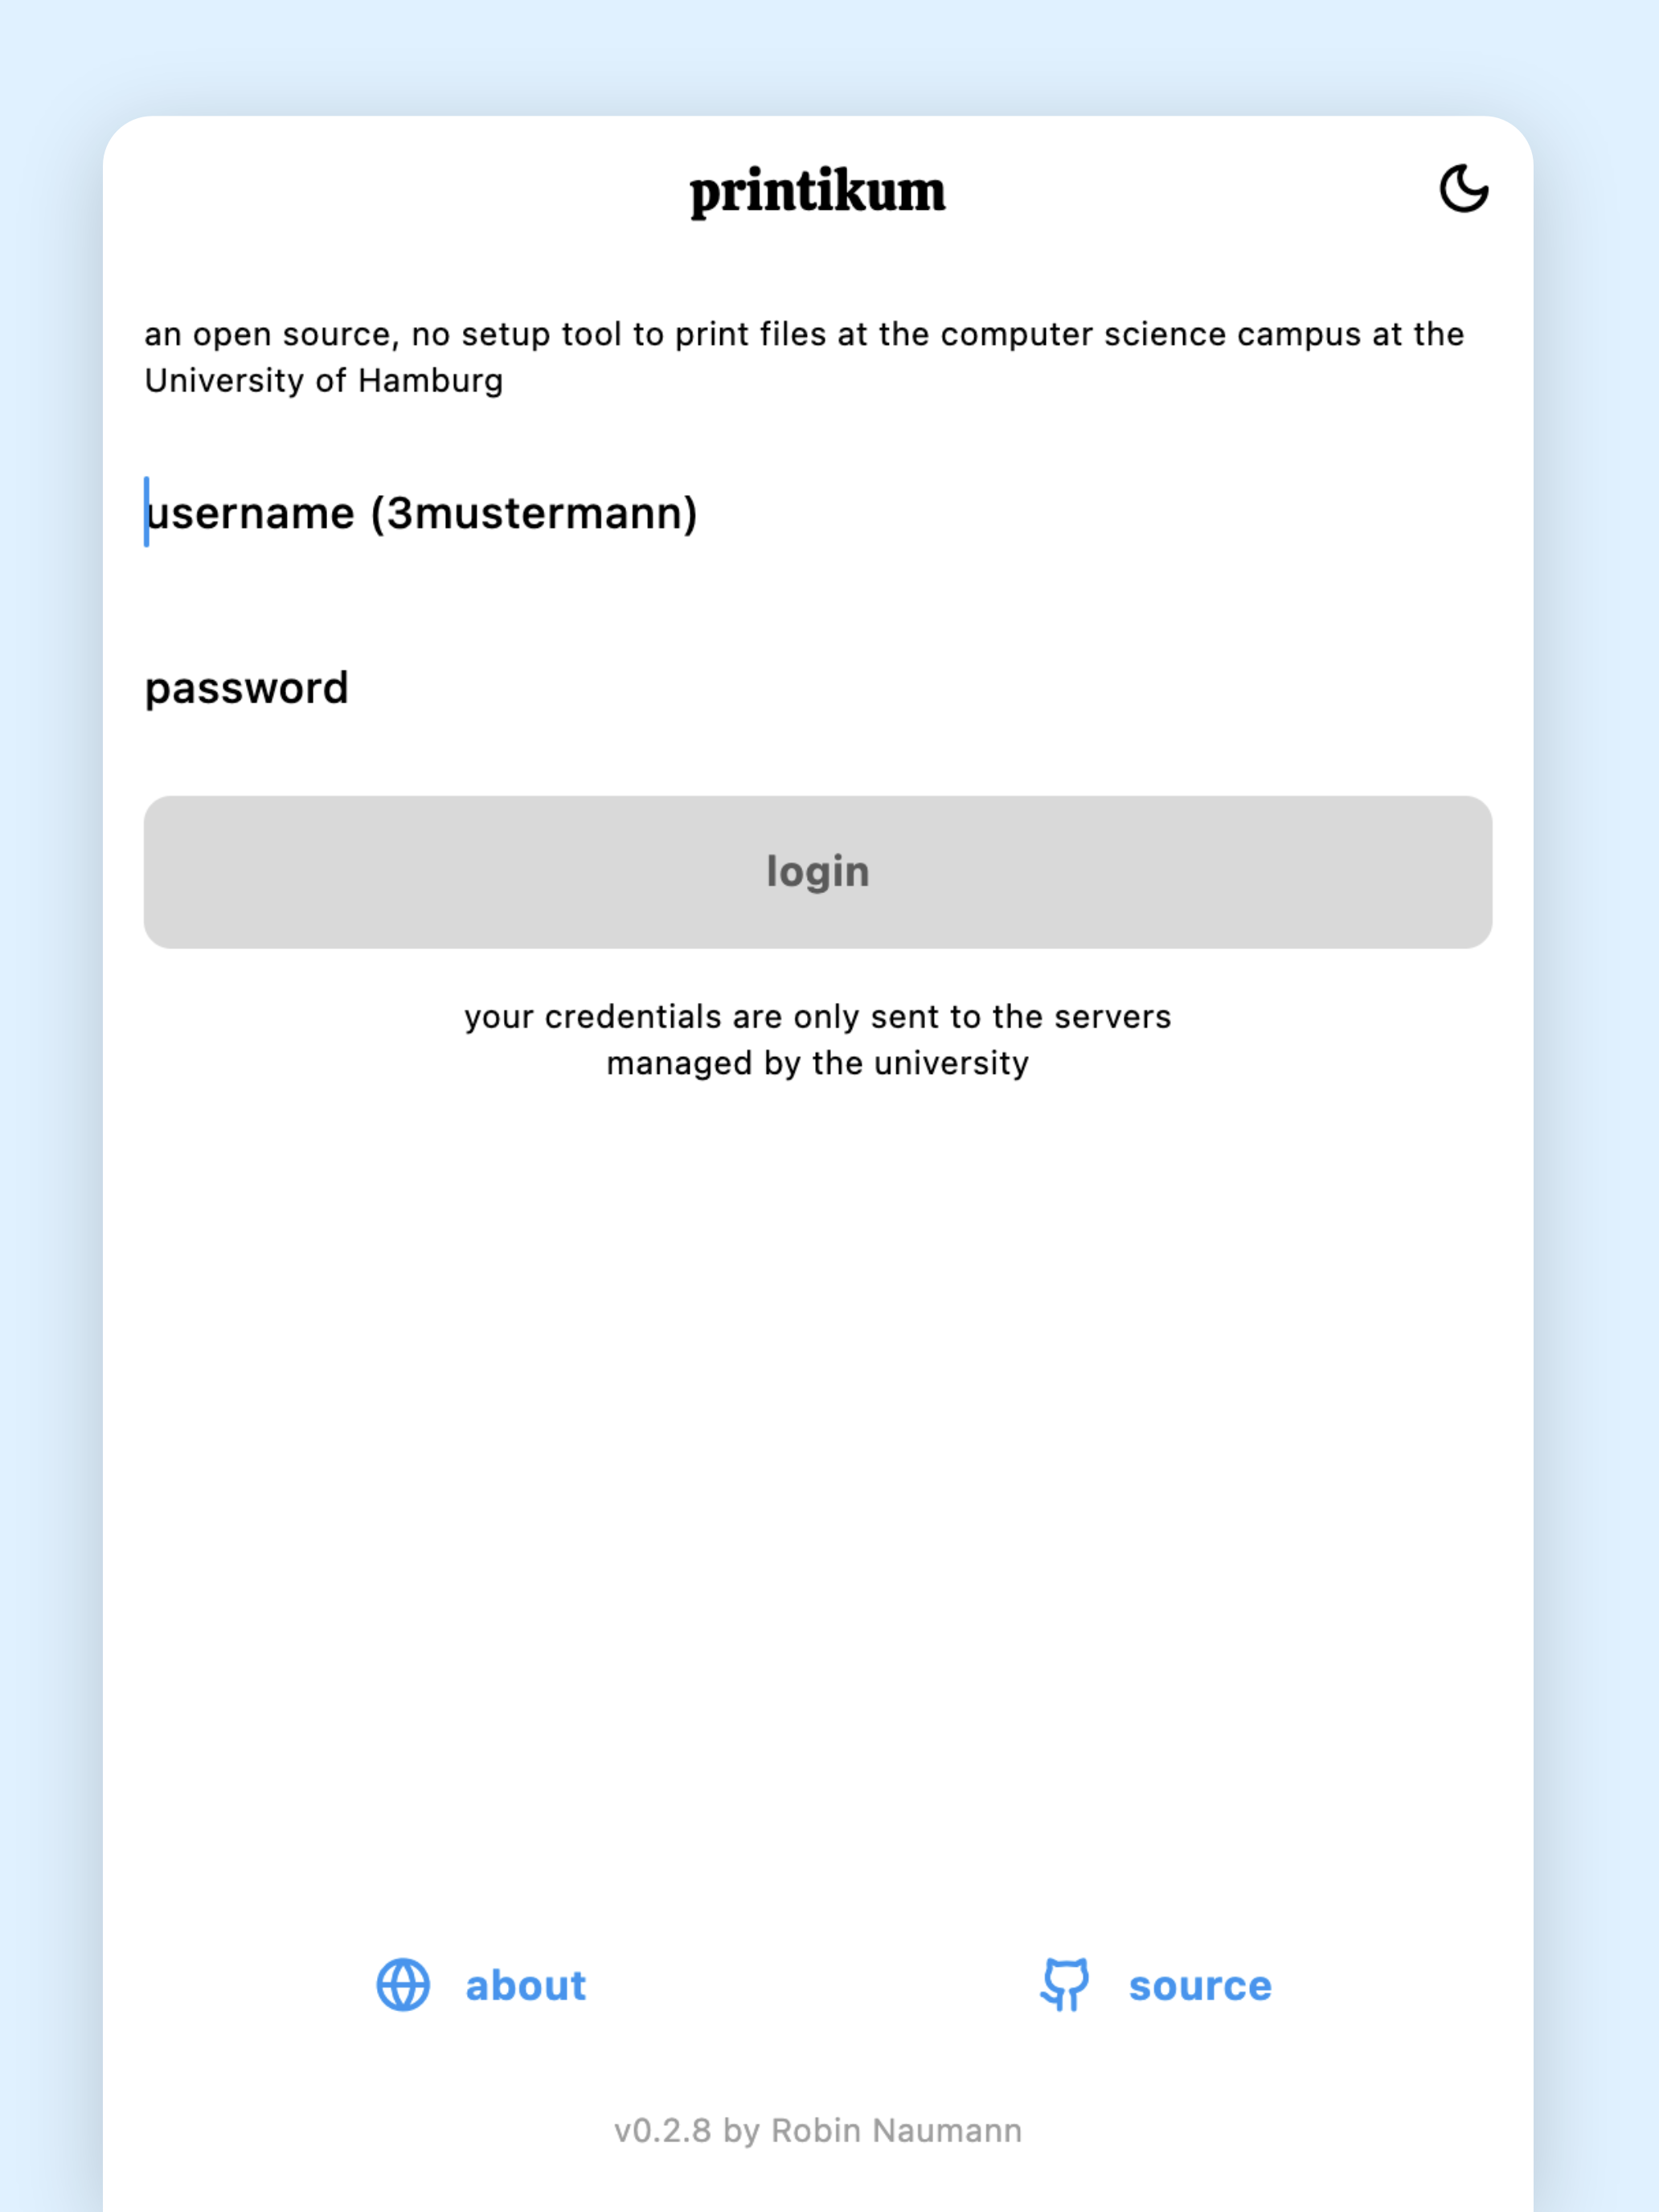 printikum
an open source, no setup tool to print files at the computer science campus at the
University of Hamburg
username (3mustermann)
password
login
your credentials are only sent to the servers
managed by the university
about
source
v0.2.8 by Robin Naumann